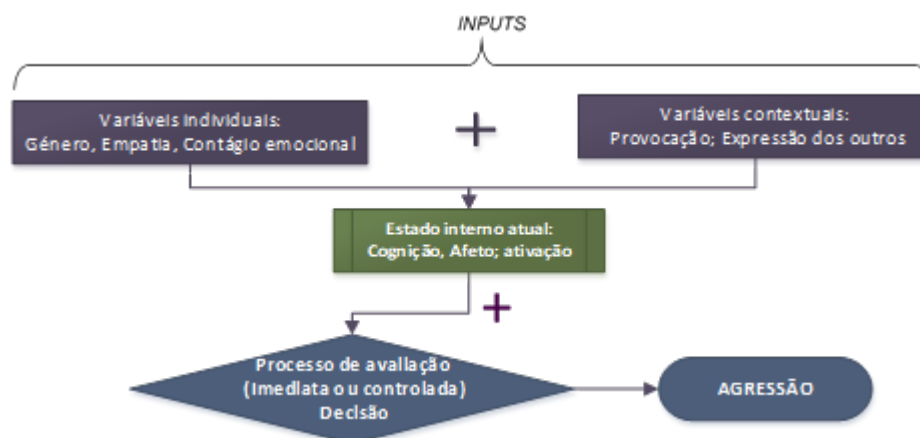 INPUTS
Variáveis individuais:
Género, Empatia, Contágio emocional
+
Variáveis contextuais:
Provocação; Expressão dos outros
Estado interno atual:
Cognição, Afeto; ativação
+
Processo de avaliação
(Imediata ou controlada)
Decisão
AGRESSÃO